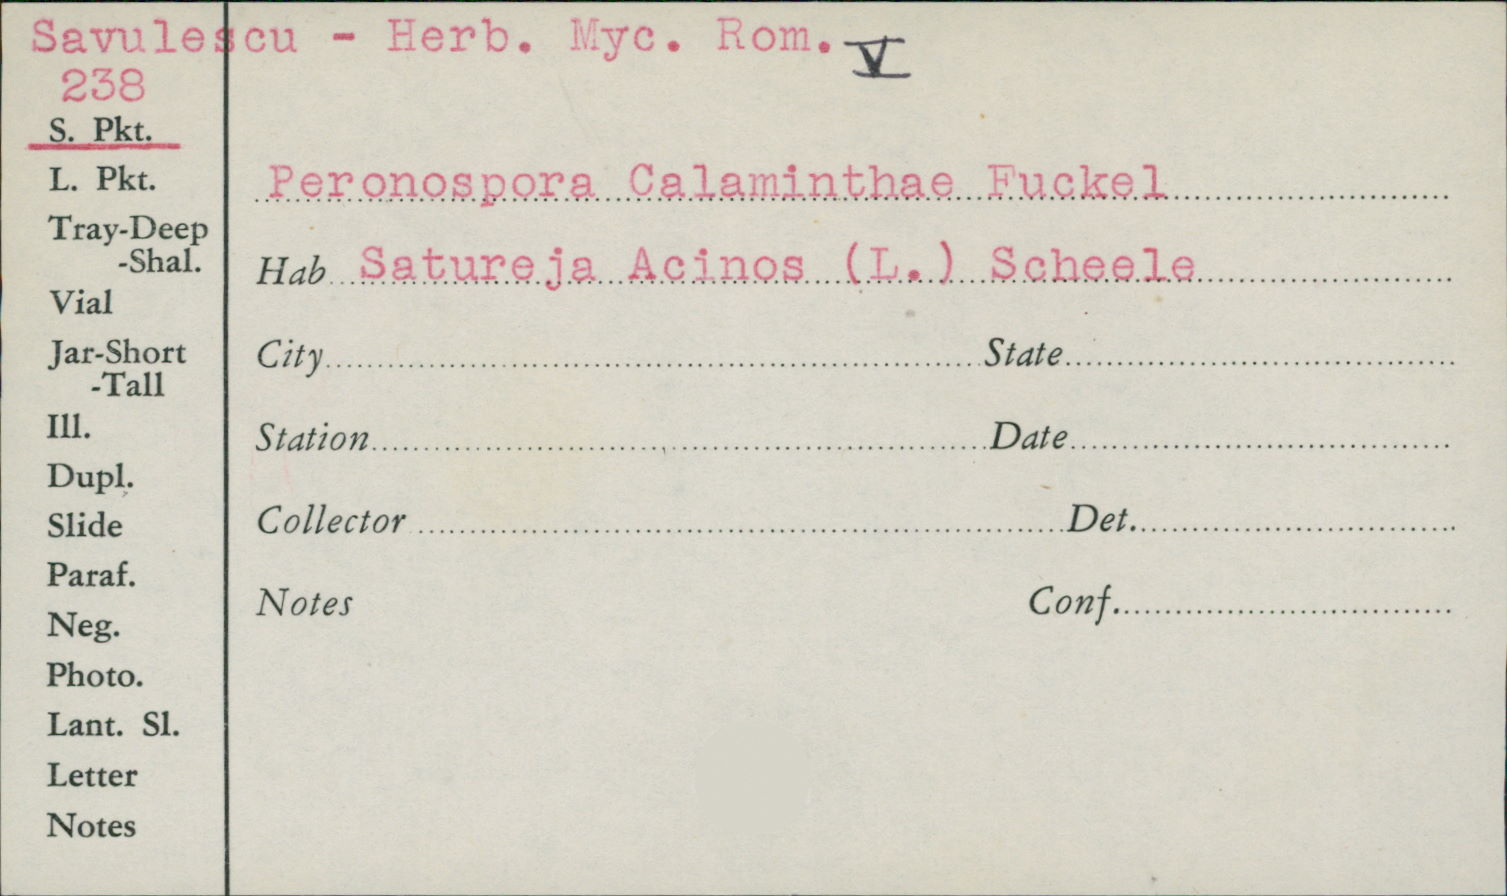 Savulescu - Herb. Myc. Rom. V
238
S. Pkt.
L. Pkt.
Tray-Deep
-Shal.
Vial
Jar-Short
-Tall
Ill.
Dupl.
Slide
Paraf.
Neg.
Photo.
Lant. Sl.
Letter
Notes
Peronospora Calaminthae Fuckel
Hab Satureja Acinos (L.) Scheele
City State
Station Date
Collector Det.
Notes Conf.